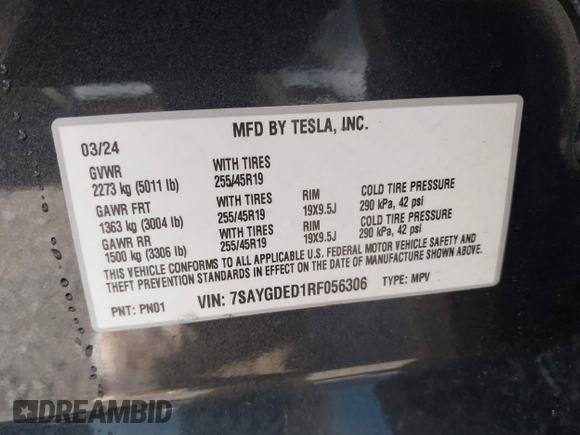 MFD BY TESLA, INC.
03/24
GVWR WITH TIRES
2273 kg (5011 lb) 255/45R19
GAWR FRT WITH TIRES RIM COLD TIRE PRESSURE
1363 kg (3004 lb) 255/45R19 19X9.5J 290 kPa, 42 psi
GAWR RR WITH TIRES RIM COLD TIRE PRESSURE
1500 kg (3306 lb) 255/45R19 19X9.5J 290 kPa, 42 psi
THIS VEHICLE CONFORMS TO ALL APPLICABLE U.S. FEDERAL MOTOR VEHICLE SAFETY AND
THEFT PREVENTION STANDARDS IN EFFECT ON THE DATE OF MANUFACTURE SHOWN ABOVE.
PNT: PN01 VIN: 7SAYGDED1RF056306 TYPE: MPV
DREAMBID